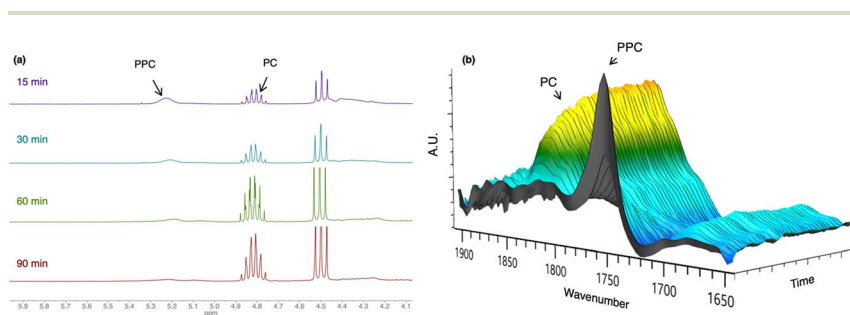 (a)
PPC
PC
15 min
30 min
60 min
90 min
5.9 5.8 5.7 5.6 5.5 5.4 5.3 5.2 5.1 5.0 4.9 4.8 4.7 4.6 4.5 4.4 4.3 4.2 4.1
ppm
(b)
PPC
PC
A.U.
1900 1850 1800 1750 1700 1650
Wavenumber
Time